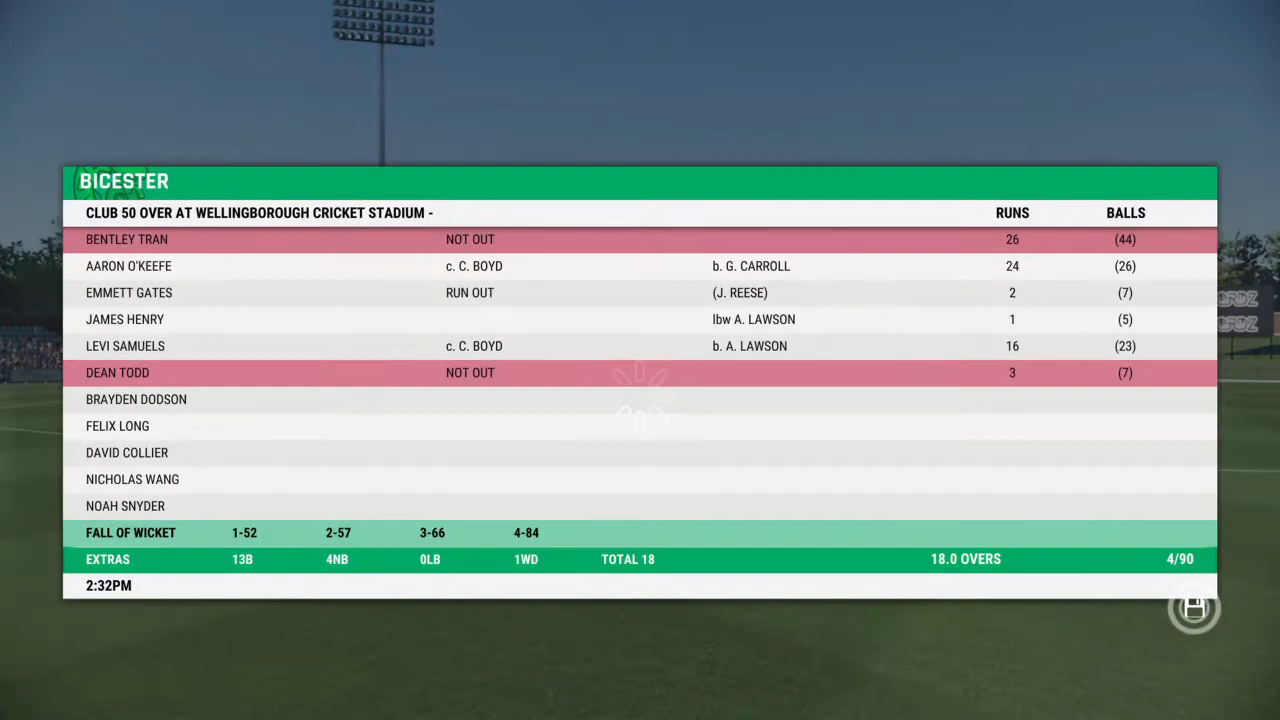 BICESTER
CLUB 50 OVER AT WELLINGBOROUGH CRICKET STADIUM - RUNS BALLS
BENTLEY TRAN NOT OUT 26 (44)
AARON O'KEEFE c. C. BOYD b. G. CARROLL 24 (26)
EMMETT GATES RUN OUT (J. REESE) 2 (7)
JAMES HENRY lbw A. LAWSON 1 (5)
LEVI SAMUELS c. C. BOYD b. A. LAWSON 16 (23)
DEAN TODD NOT OUT 3 (7)
BRAYDEN DODSON
FELIX LONG
DAVID COLLIER
NICHOLAS WANG
NOAH SNYDER
FALL OF WICKET 1-52 2-57 3-66 4-84
EXTRAS 13B 4NB 0LB 1WD TOTAL 18 18.0 OVERS 4/90
2:32PM